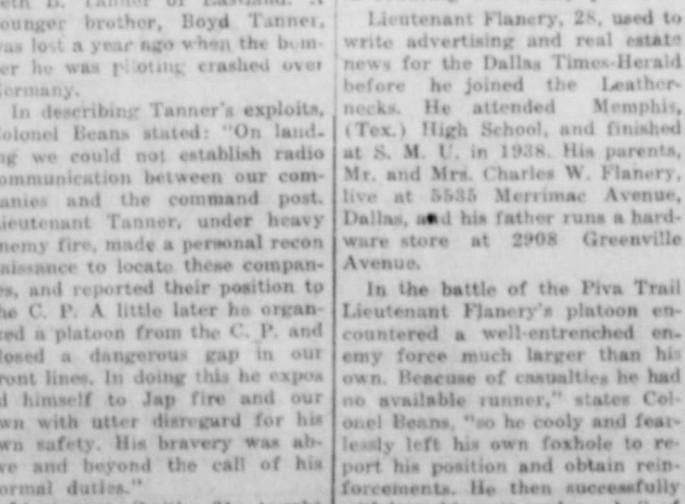 ounger brother, Boyd Tanner,
was lost a year ago when the bom-
er he was piloting crashed over
ermany.
In describing Tanner's exploits,
olonel Beans stated: "On land-
ng we could not establish radio
ommunication between our com-
anies and the command post.
ieutenant Tanner, under heavy
nemy fire, made a personal recon
aissance to locate these compan-
es, and reported their position to
he C. P. A little later he organ-
zed a platoon from the C. P. and
losed a dangerous gap in our
ront lines. In doing this he expos
d himself to Jap fire and our
wn with utter disregard for his
wn safety. His bravery was ab-
ve and beyond the call of his
ormal duties."
Lieutenant Flanery, 28, used to
write advertising and real estate
news for the Dallas Times-Herald
before he joined the Leather-
necks. He attended Memphis,
(Tex.) High School, and finished
at S. M. U. in 1938. His parents,
Mr. and Mrs. Charles W. Flanery,
live at 5535 Merrimac Avenue,
Dallas, and his father runs a hard-
ware store at 2908 Greenville
Avenue.
In the battle of the Piva Trail
Lieutenant Flanery's platoon en-
countered a well-entrenched en-
emy force much larger than his
own. Beacuse of casualties he had
no available runner," states Col-
onel Beans, "so he cooly and fear-
lessly left his own foxhole to re-
port his position and obtain rein-
forcements. He then successfully